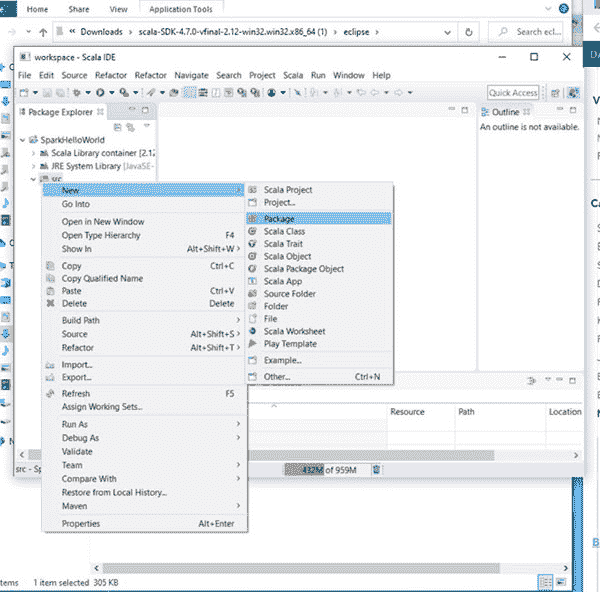 Home Share View Application Tools
« Downloads › scala-SDK-4.7.0-vfinal-2.12-win32.win32.x86_64 (1) › eclipse ›
Search ecl...
workspace - Scala IDE
File Edit Source Refactor Refactor Navigate Search Project Scala Run Window Help
Quick Access
Package Explorer
Outline
An outline is not available.
SparkHelloWorld
Scala Library container [2.12
JRE System Library [JavaSE-
src
New
Go Into
Open in New Window
Open Type Hierarchy F4
Show In Alt+Shift+W
Copy Ctrl+C
Copy Qualified Name
Paste Ctrl+V
Delete Delete
Build Path
Source Alt+Shift+S
Refactor Alt+Shift+T
Import...
Export...
Refresh F5
Assign Working Sets...
Run As
Debug As
Validate
Team
Compare With
Restore from Local History...
Maven
Properties Alt+Enter
Scala Project
Project...
Package
Scala Class
Scala Trait
Scala Object
Scala Package Object
Scala App
Source Folder
Folder
File
Scala Worksheet
Play Template
Example...
Other... Ctrl+N
Resource Path Location
src - Sp
432M of 959M
items 1 item selected 305 KB